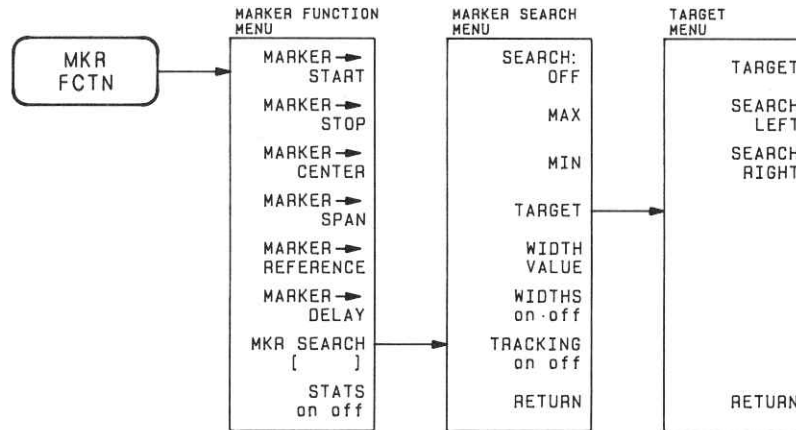 MARKER FUNCTION
MENU
MARKER SEARCH
MENU
TARGET
MENU
MKR
FCTN
MARKER→
START
MARKER→
STOP
MARKER→
CENTER
MARKER→
SPAN
MARKER→
REFERENCE
MARKER→
DELAY
MKR SEARCH
[ ]
STATS
on off
SEARCH:
OFF
MAX
MIN
TARGET
WIDTH
VALUE
WIDTHS
on·off
TRACKING
on off
RETURN
TARGET
SEARCH
LEFT
SEARCH
RIGHT
RETURN